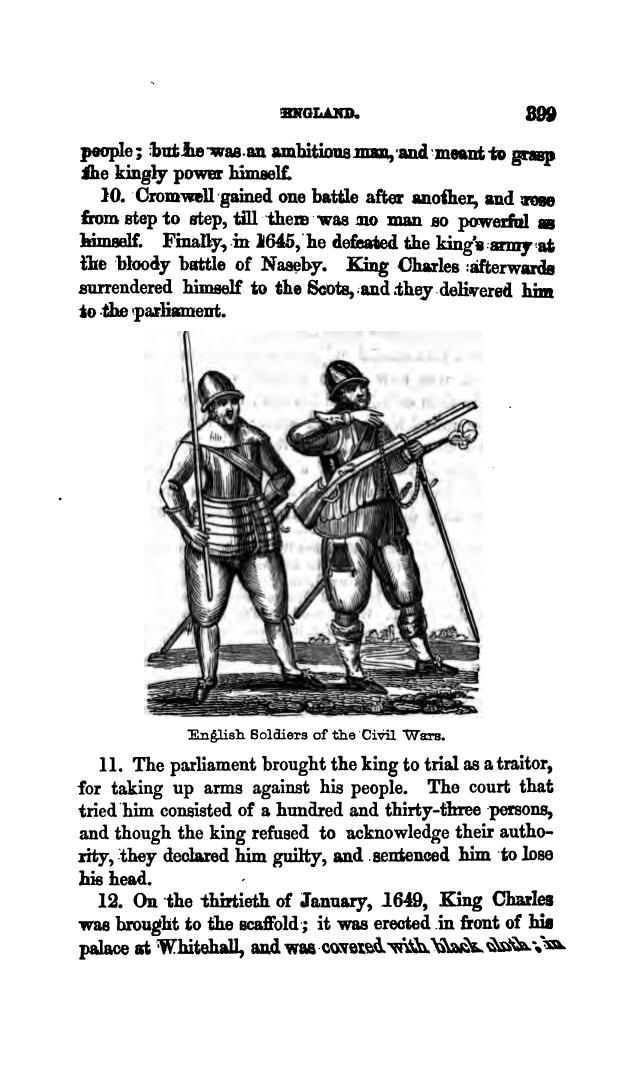 ENGLAND. 399
people; but he was an ambitious man, and meant to grasp
the kingly power himself.
10. Cromwell gained one battle after another, and rose
from step to step, till there was no man so powerful as
himself. Finally, in 1645, he defeated the king's army at
the bloody battle of Naseby. King Charles afterwards
surrendered himself to the Scots, and they delivered him
to the parliament.
English Soldiers of the Civil Wars.
11. The parliament brought the king to trial as a traitor,
for taking up arms against his people. The court that
tried him consisted of a hundred and thirty-three persons,
and though the king refused to acknowledge their autho-
rity, they declared him guilty, and sentenced him to lose
his head.
12. On the thirtieth of January, 1649, King Charles
was brought to the scaffold; it was erected in front of his
palace at Whitehall, and was covered with black cloth; in